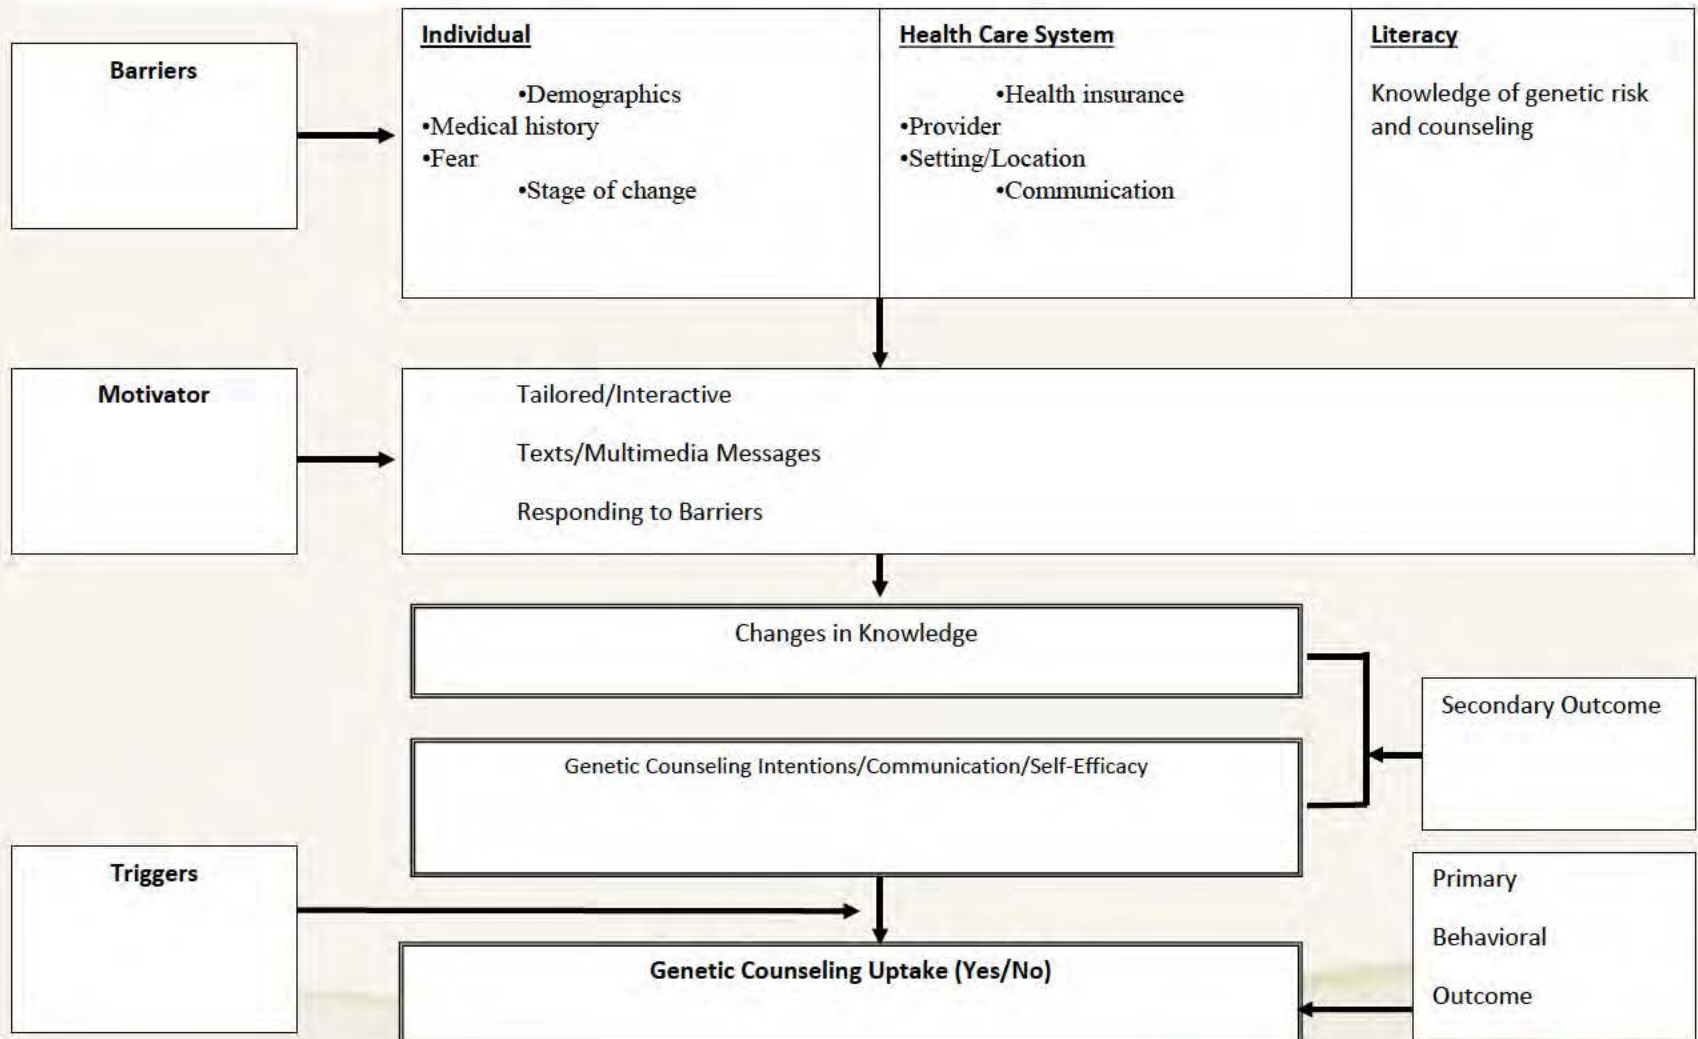 Barriers
Individual
•Demographics
•Medical history
•Fear
•Stage of change
Health Care System
•Health insurance
•Provider
•Setting/Location
•Communication
Literacy
Knowledge of genetic risk
and counseling
Motivator
Tailored/Interactive
Texts/Multimedia Messages
Responding to Barriers
Changes in Knowledge
Genetic Counseling Intentions/Communication/Self-Efficacy
Secondary Outcome
Triggers
Genetic Counseling Uptake (Yes/No)
Primary
Behavioral
Outcome